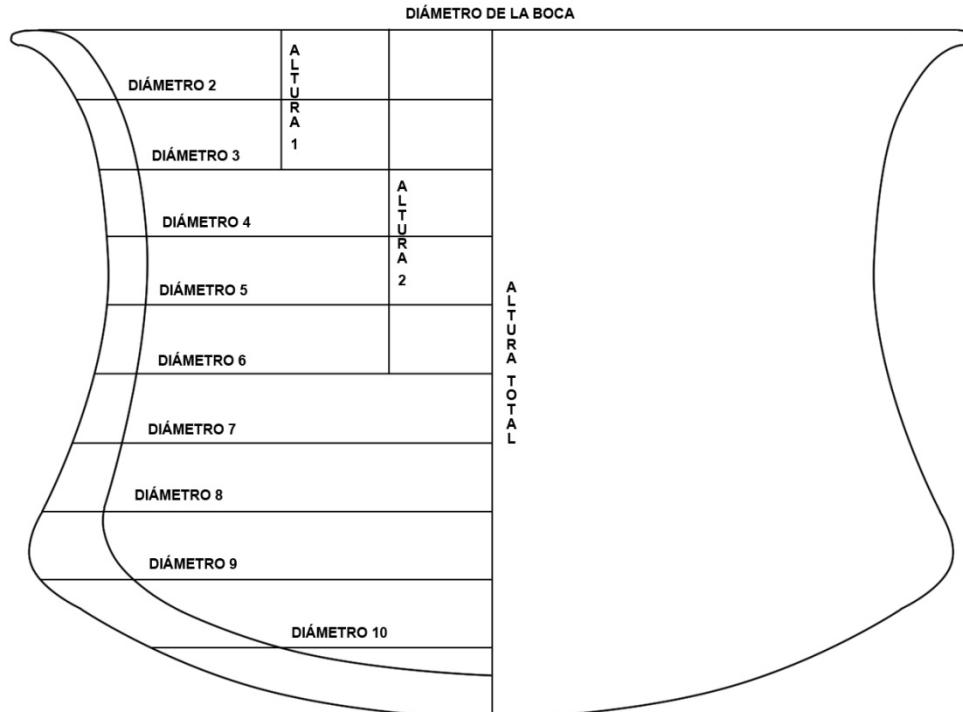 DIÁMETRO DE LA BOCA
ALTURA 1
DIÁMETRO 2
DIÁMETRO 3
ALTURA 2
DIÁMETRO 4
DIÁMETRO 5
ALTURA TOTAL
DIÁMETRO 6
DIÁMETRO 7
DIÁMETRO 8
DIÁMETRO 9
DIÁMETRO 10